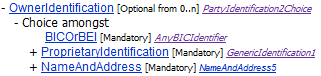 - OwnerIdentification [Optional from 0..n] PartyIdentification2Choice
- Choice amongst
BICOrBEI [Mandatory] AnyBICIdentifier
+ ProprietaryIdentification [Mandatory] GenericIdentification1
+ NameAndAddress [Mandatory] NameAndAddress5